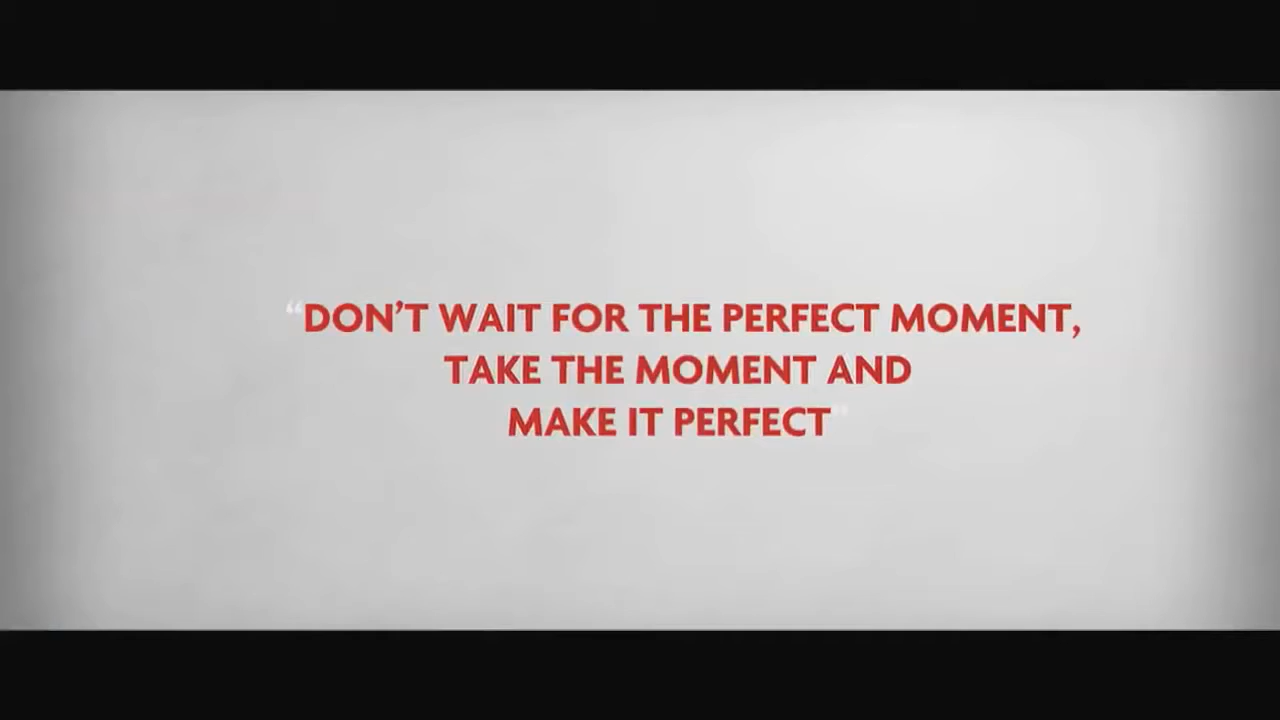 “DON’T WAIT FOR THE PERFECT MOMENT,
TAKE THE MOMENT AND
MAKE IT PERFECT”